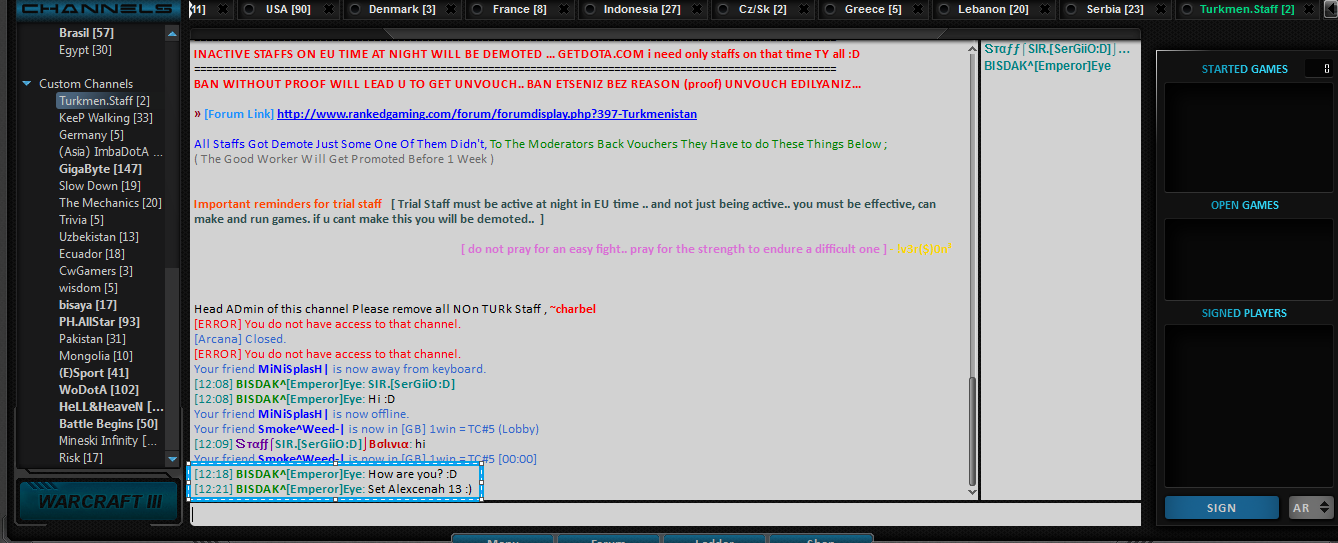 CHANNELS
11]
USA [90]
Denmark [3]
France [8]
Indonesia [27]
Cz/Sk [2]
Greece [5]
Lebanon [20]
Serbia [23]
Turkmen.Staff [2]
Brasil [57]
Egypt [30]
Custom Channels
Turkmen.Staff [2]
KeeP Walking [33]
Germany [5]
(Asia) ImbaDotA ...
GigaByte [147]
Slow Down [19]
The Mechanics [20]
Trivia [5]
Uzbekistan [13]
Ecuador [18]
CwGamers [3]
wisdom [5]
bisaya [17]
PH.AllStar [93]
Pakistan [31]
Mongolia [10]
(E)Sport [41]
WoDotA [102]
HeLL&HeaveN [...
Battle Begins [50]
Mineski Infinity [...
Risk [17]
WARCRAFT III
INACTIVE STAFFS ON EU TIME AT NIGHT WILL BE DEMOTED ... GETDOTA.COM i need only staffs on that time TY all :D
BAN WITHOUT PROOF WILL LEAD U TO GET UNVOUCH.. BAN ETSENIZ BEZ REASON (proof) UNVOUCH EDILYANIZ...
» [Forum Link] http://www.rankedgaming.com/forum/forumdisplay.php?397-Turkmenistan
All Staffs Got Demote Just Some One Of Them Didn't, To The Moderators Back Vouchers They Have to do These Things Below ;
( The Good Worker Will Get Promoted Before 1 Week )
Important reminders for trial staff [ Trial Staff must be active at night in EU time .. and not just being active.. you must be effective, can
make and run games. if u cant make this you will be demoted.. ]
[ do not pray for an easy fight.. pray for the strength to endure a difficult one ]
Head ADmin of this channel Please remove all NOn TURk Staff , ~charbel
[ERROR] You do not have access to that channel.
[Arcana] Closed.
[ERROR] You do not have access to that channel.
Your friend MiNiSplasH| is now away from keyboard.
[12:08] BISDAK^[Emperor]Eye: SIR.[SerGiiO:D]
[12:08] BISDAK^[Emperor]Eye: Hi :D
Your friend MiNiSplasH| is now offline.
Your friend Smoke^Weed-| is now in [GB] 1win = TC#5 (Lobby)
[12:09] Sταƒƒ⌠SIR.[SerGiiO:D]⌡Bσℓινια: hi
Your friend Smoke^Weed-| is now in [GB] 1win = TC#5 [00:00]
[12:18] BISDAK^[Emperor]Eye: How are you? :D
[12:21] BISDAK^[Emperor]Eye: Set Alexcenah 13 :)
Sταƒƒ⌠SIR.[SerGiiO:D]⌡...
BISDAK^[Emperor]Eye
STARTED GAMES
0
OPEN GAMES
SIGNED PLAYERS
SIGN
AR
Menu
Forum
Ladder
Shop